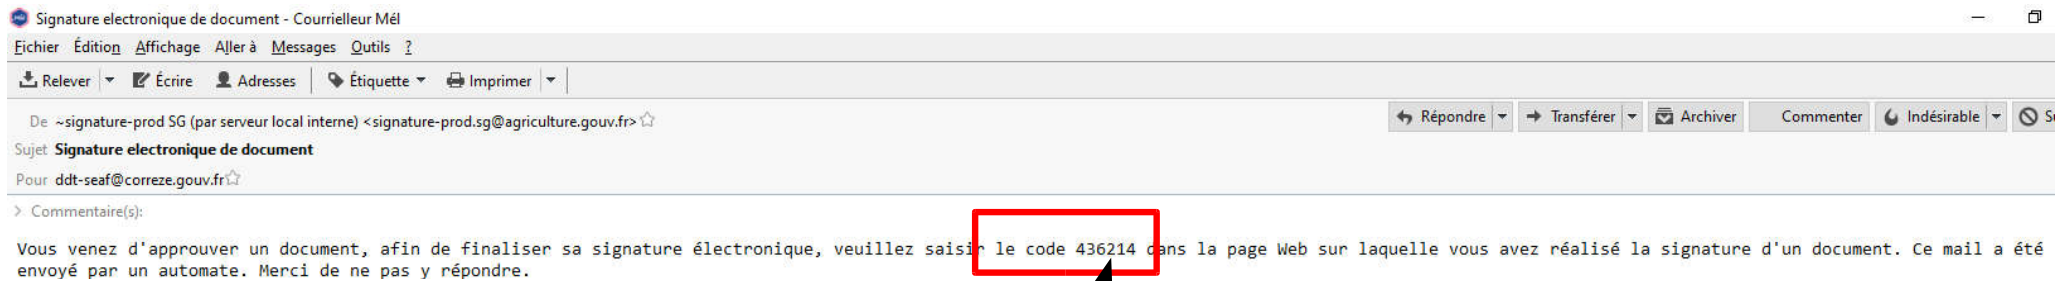 Signature electronique de document - Courrielleur Mél
Fichier Édition Affichage Aller à Messages Outils ?
Relever Écrire Adresses Étiquette Imprimer
De ~signature-prod SG (par serveur local interne) <signature-prod.sg@agriculture.gouv.fr>
Répondre Transférer Archiver Commenter Indésirable
Sujet Signature electronique de document
Pour ddt-seaf@correze.gouv.fr
> Commentaire(s):
Vous venez d'approuver un document, afin de finaliser sa signature électronique, veuillez saisir le code 436214 dans la page Web sur laquelle vous avez réalisé la signature d'un document. Ce mail a été
envoyé par un automate. Merci de ne pas y répondre.